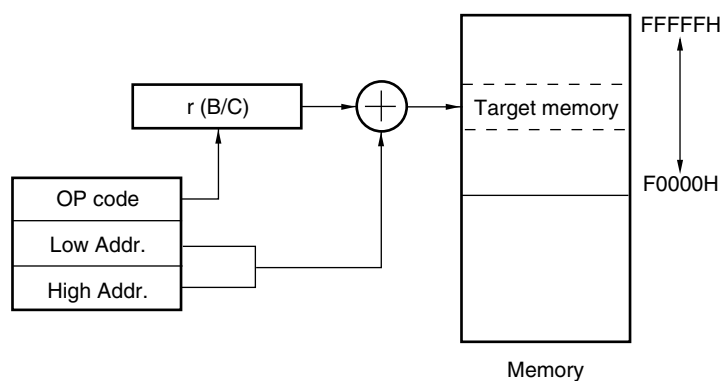 FFFFFH
r (B/C)
Target memory
F0000H
OP code
Low Addr.
High Addr.
Memory